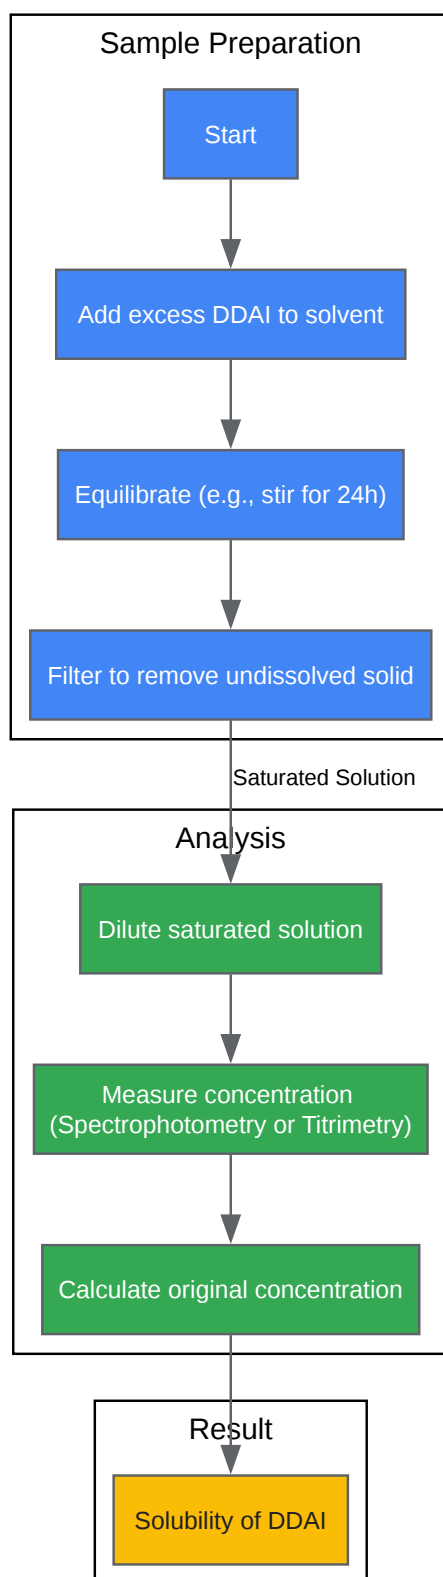 Sample Preparation
Start
Add excess DDAI to solvent
Equilibrate (e.g., stir for 24h)
Filter to remove undissolved solid
Saturated Solution
Analysis
Dilute saturated solution
Measure concentration
(Spectrophotometry or Titrimetry)
Calculate original concentration
Result
Solubility of DDAI